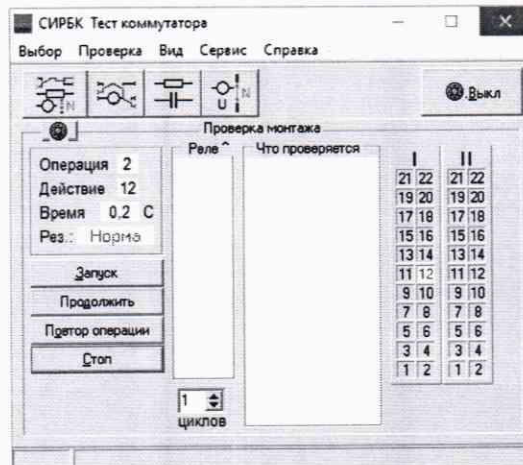 СИРБК Тест коммутатора
Выбор Проверка Вид Сервис Справка
N
U N
Выкл
Проверка монтажа
Реле ^ Что проверяется
Операция 2
Действие 12
Время 0,2 С
Рез.: Норма
Запуск
Продолжить
Повтор операции
Стоп
1
циклов
I II
21 22 21 22
19 20 19 20
17 18 17 18
15 16 15 16
13 14 13 14
11 12 11 12
9 10 9 10
7 8 7 8
5 6 5 6
3 4 3 4
1 2 1 2